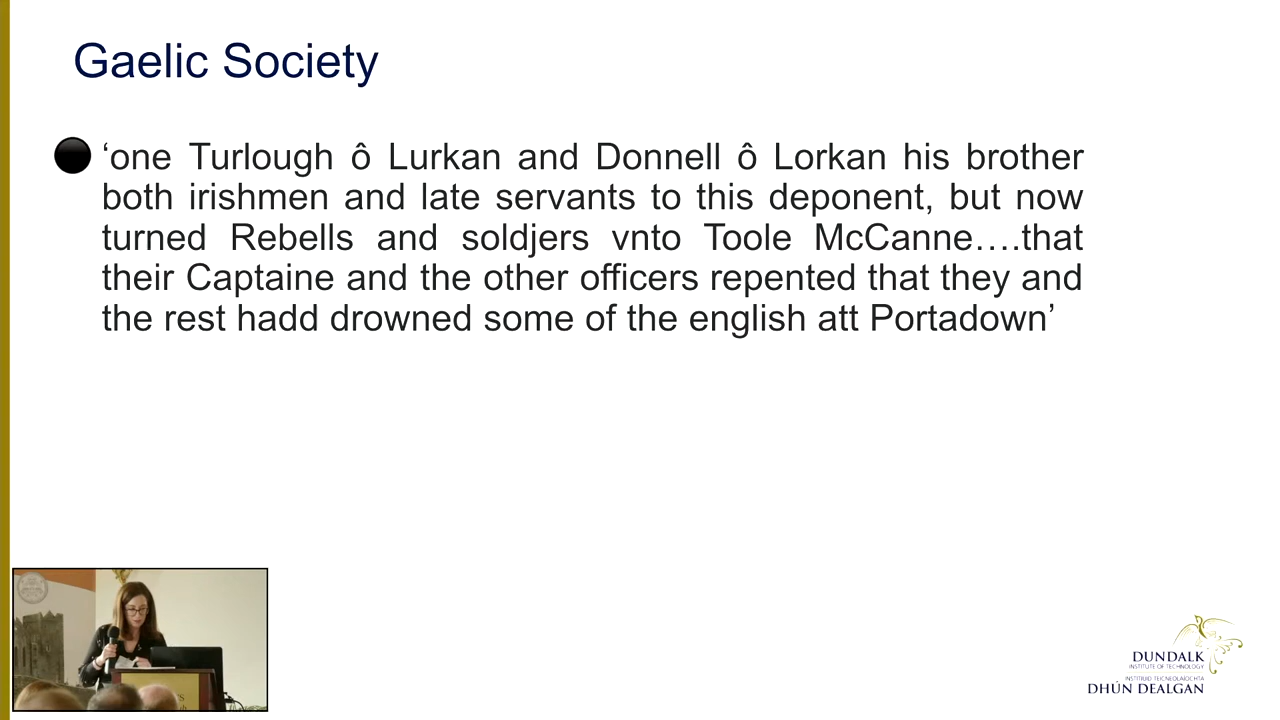 Gaelic Society
‘one Turlough ô Lurkan and Donnell ô Lorkan his brother
both irishmen and late servants to this deponent, but now
turned Rebells and soldjers vnto Toole McCanne….that
their Captaine and the other officers repented that they and
the rest hadd drowned some of the english att Portadown’
DUNDALK
INSTITUTE OF TECHNOLOGY
INSTITIÚID TEICNEOLAÍOCHTA
DHÚN DEALGAN